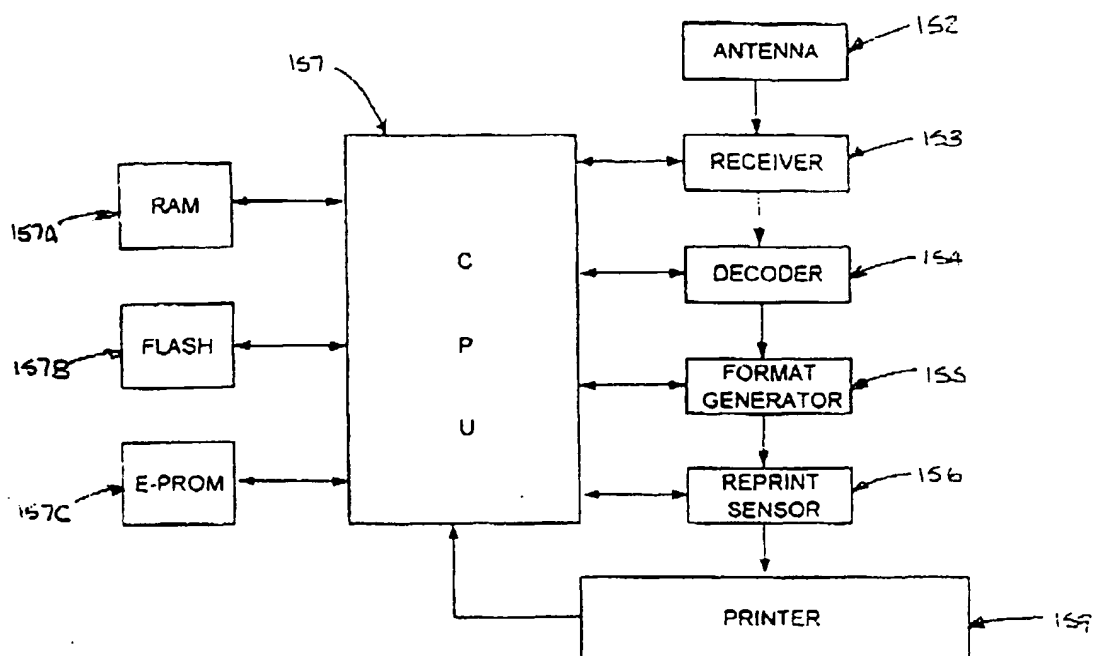 152
ANTENNA
157
153
RECEIVER
RAM
157A
C
P
U
154
DECODER
FLASH
157B
FORMAT
GENERATOR
155
E-PROM
157C
REPRINT
SENSOR
156
PRINTER
159